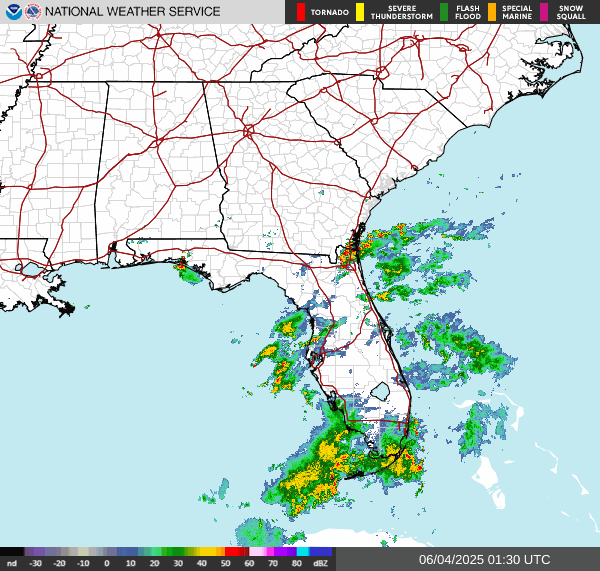 NATIONAL WEATHER SERVICE
TORNADO
SEVERE
THUNDERSTORM
FLASH
FLOOD
SPECIAL
MARINE
SNOW
SQUALL
nd -30 -20 -10 0 10 20 30 40 50 60 70 80 dBZ
06/04/2025 01:30 UTC